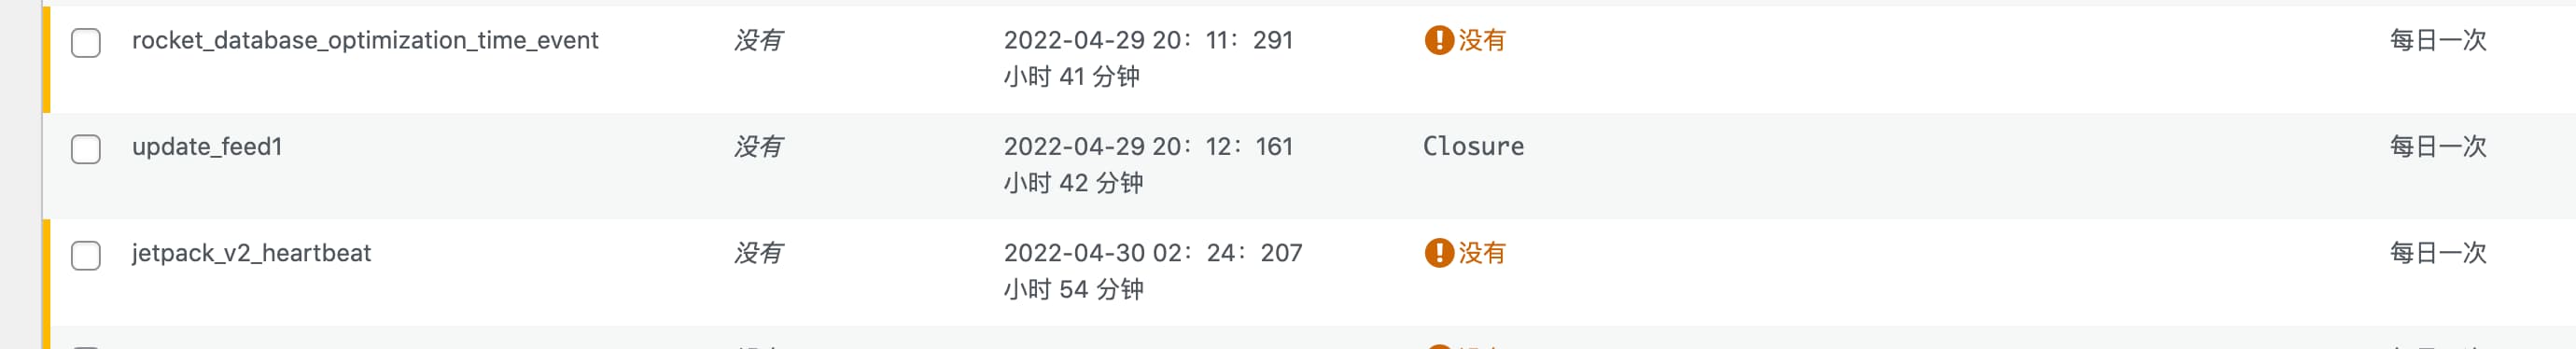 rocket_database_optimization_time_event 没有 2022-04-29 20：11：291 没有 每日一次
小时 41 分钟
update_feed1 没有 2022-04-29 20：12：161 Closure 每日一次
小时 42 分钟
jetpack_v2_heartbeat 没有 2022-04-30 02：24：207 没有 每日一次
小时 54 分钟